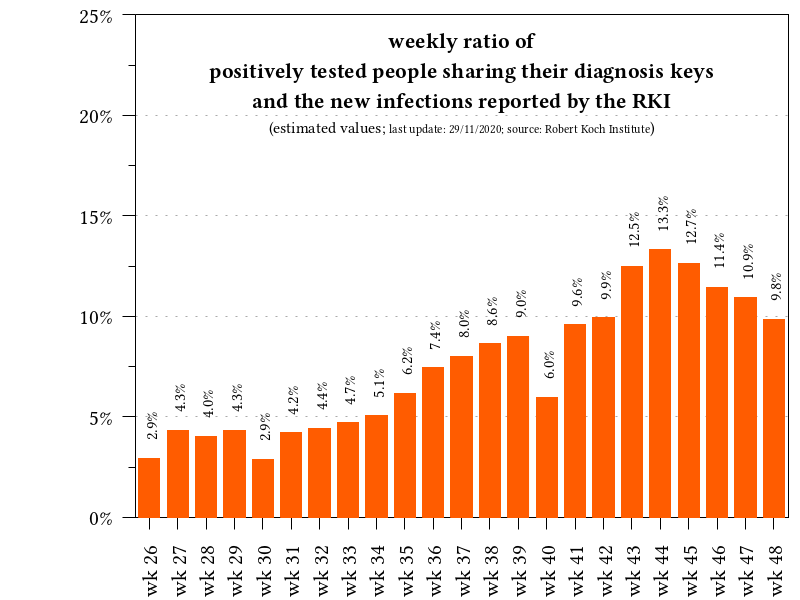 weekly ratio of
positively tested people sharing their diagnosis keys
and the new infections reported by the RKI
(estimated values; last update: 29/11/2020; source: Robert Koch Institute)
25%
20%
15%
10%
5%
0%
2.9%
4.3%
4.0%
4.3%
2.9%
4.2%
4.4%
4.7%
5.1%
6.2%
7.4%
8.0%
8.6%
9.0%
6.0%
9.6%
9.9%
12.5%
13.3%
12.7%
11.4%
10.9%
9.8%
wk 26
wk 27
wk 28
wk 29
wk 30
wk 31
wk 32
wk 33
wk 34
wk 35
wk 36
wk 37
wk 38
wk 39
wk 40
wk 41
wk 42
wk 43
wk 44
wk 45
wk 46
wk 47
wk 48